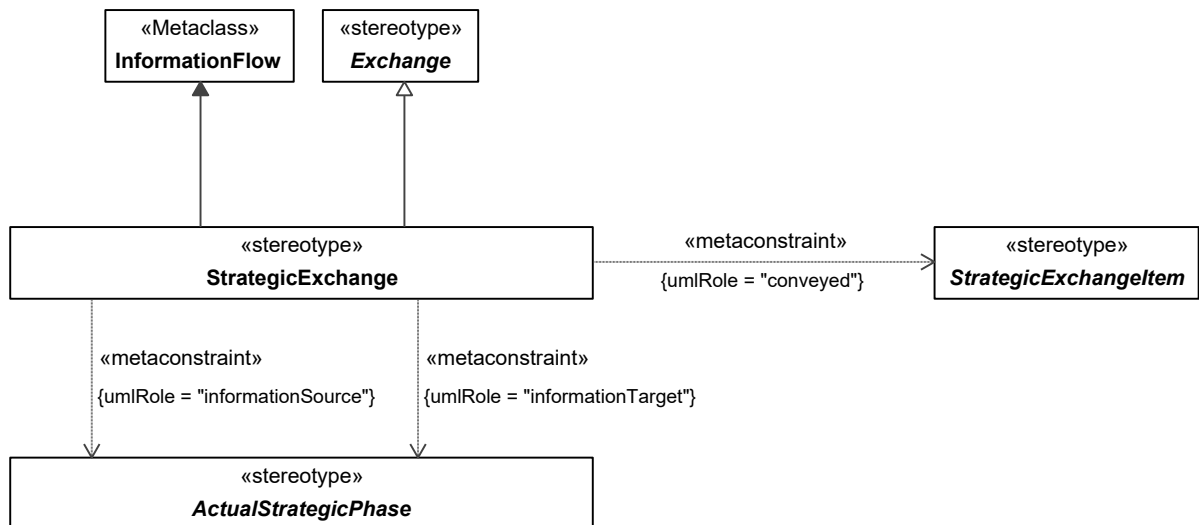 «Metaclass»
InformationFlow
«stereotype»
Exchange
«stereotype»
StrategicExchange
«metaconstraint»
{umlRole = "conveyed"}
«stereotype»
StrategicExchangeItem
«metaconstraint»
{umlRole = "informationSource"}
«metaconstraint»
{umlRole = "informationTarget"}
«stereotype»
ActualStrategicPhase